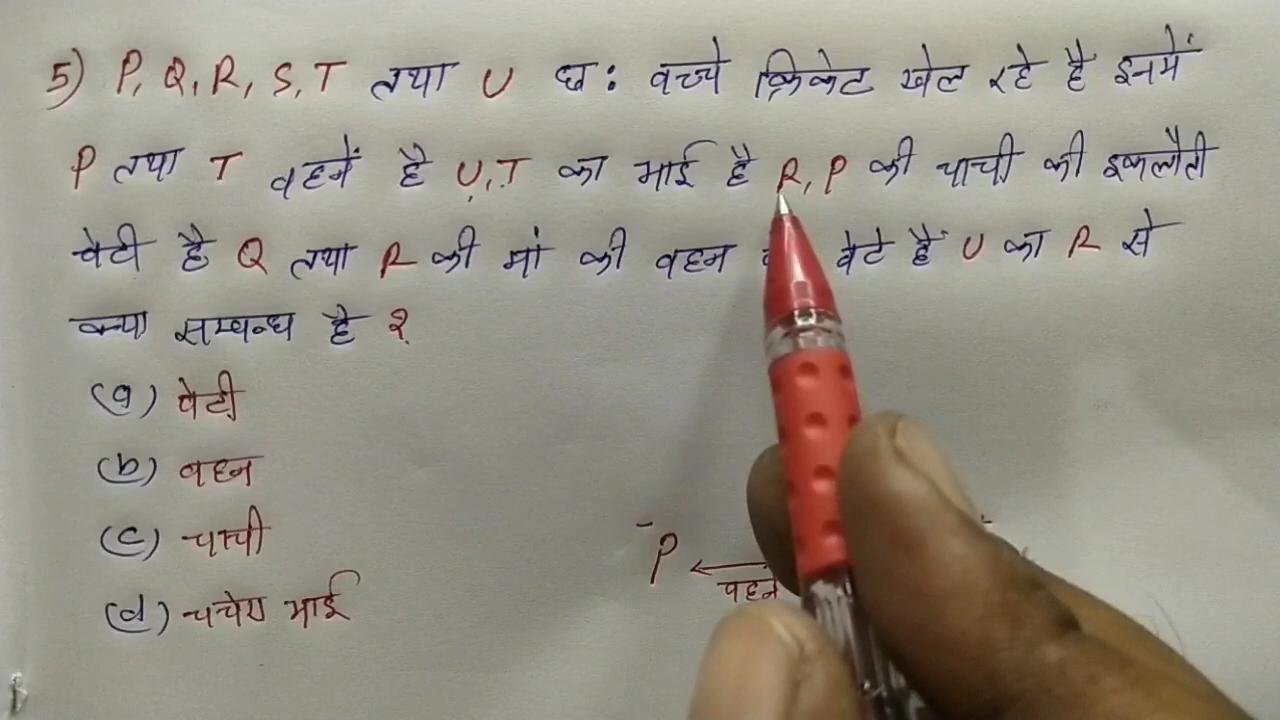 5) P, Q, R, S, T तथा U छः बच्चे क्रिकेट खेल रहे है इनमें
P तथा T बहनें है U, T का भाई है R, P की चाची की इकलौती
बेटी है Q तथा R की मां की बहन बेटे हैं U का R से
क्या सम्बन्ध है ?
(a) बेटी
(b) बहन
(c) चाची
(d) चचेरा भाई
P
बहनें